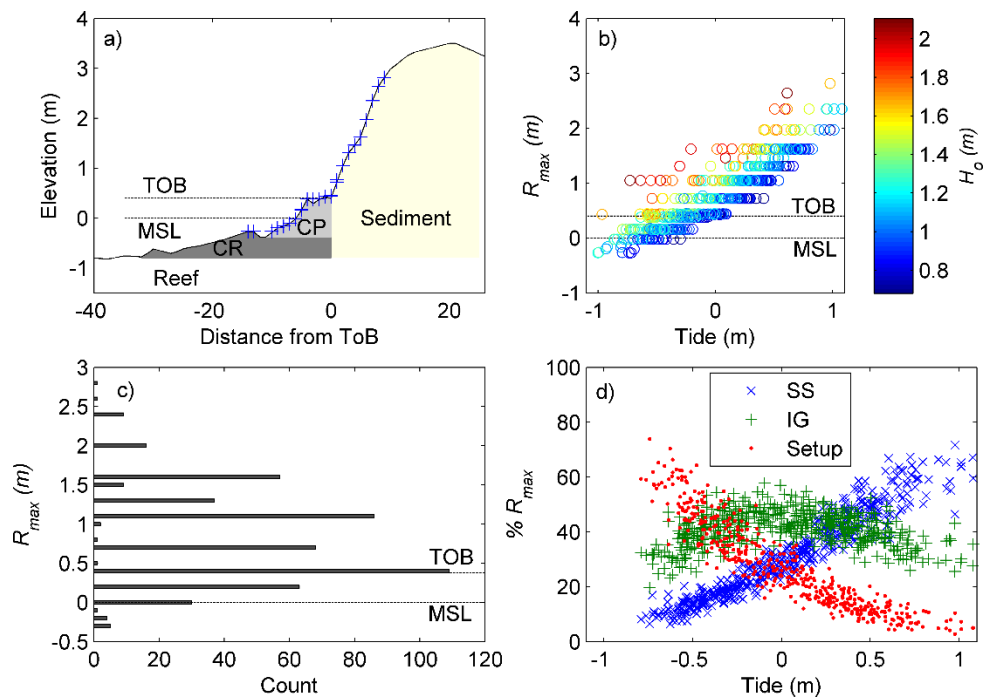 a)
Elevation (m)
4
3
2
1
0
-1
TOB
MSL
CP
CR
Reef
Sediment
-40
-20
0
20
Distance from ToB
b)
R_max (m)
4
3
2
1
0
-1
TOB
MSL
-1
-0.5
0
0.5
1
Tide (m)
2
1.8
1.6
1.4
1.2
1
0.8
H_o (m)
c)
R_max (m)
3
2.5
2
1.5
1
0.5
0
-0.5
TOB
MSL
0
20
40
60
80
100
120
Count
d)
% R_max
100
80
60
40
20
0
SS
IG
Setup
-1
-0.5
0
0.5
1
Tide (m)